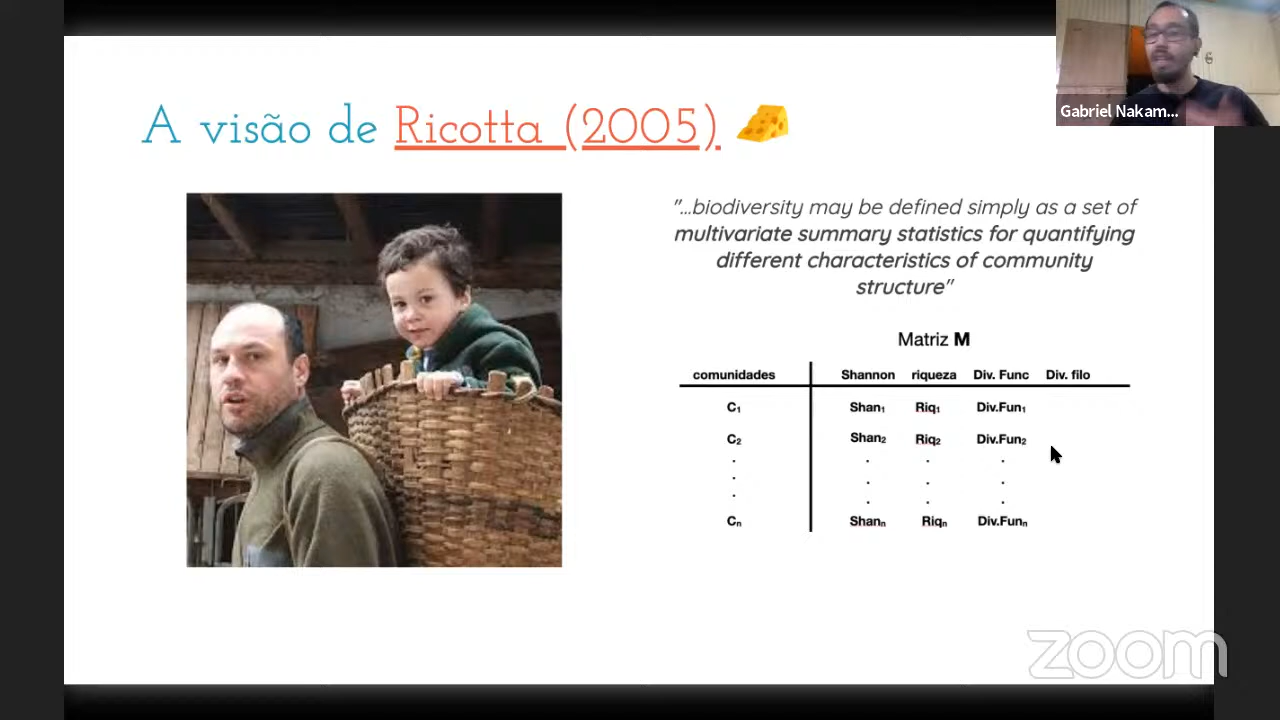 Gabriel Nakam...
A visão de Ricotta (2005)
"...biodiversity may be defined simply as a set of
multivariate summary statistics for quantifying
different characteristics of community
structure"
Matriz M
comunidades Shannon riqueza Div. Func Div. filo
C₁ Shan₁ Riq₁ Div.Fun₁
C₂ Shan₂ Riq₂ Div.Fun₂
. . . .
. . . .
. . . .
Cₙ Shanₙ Riqₙ Div.Funₙ
zoom